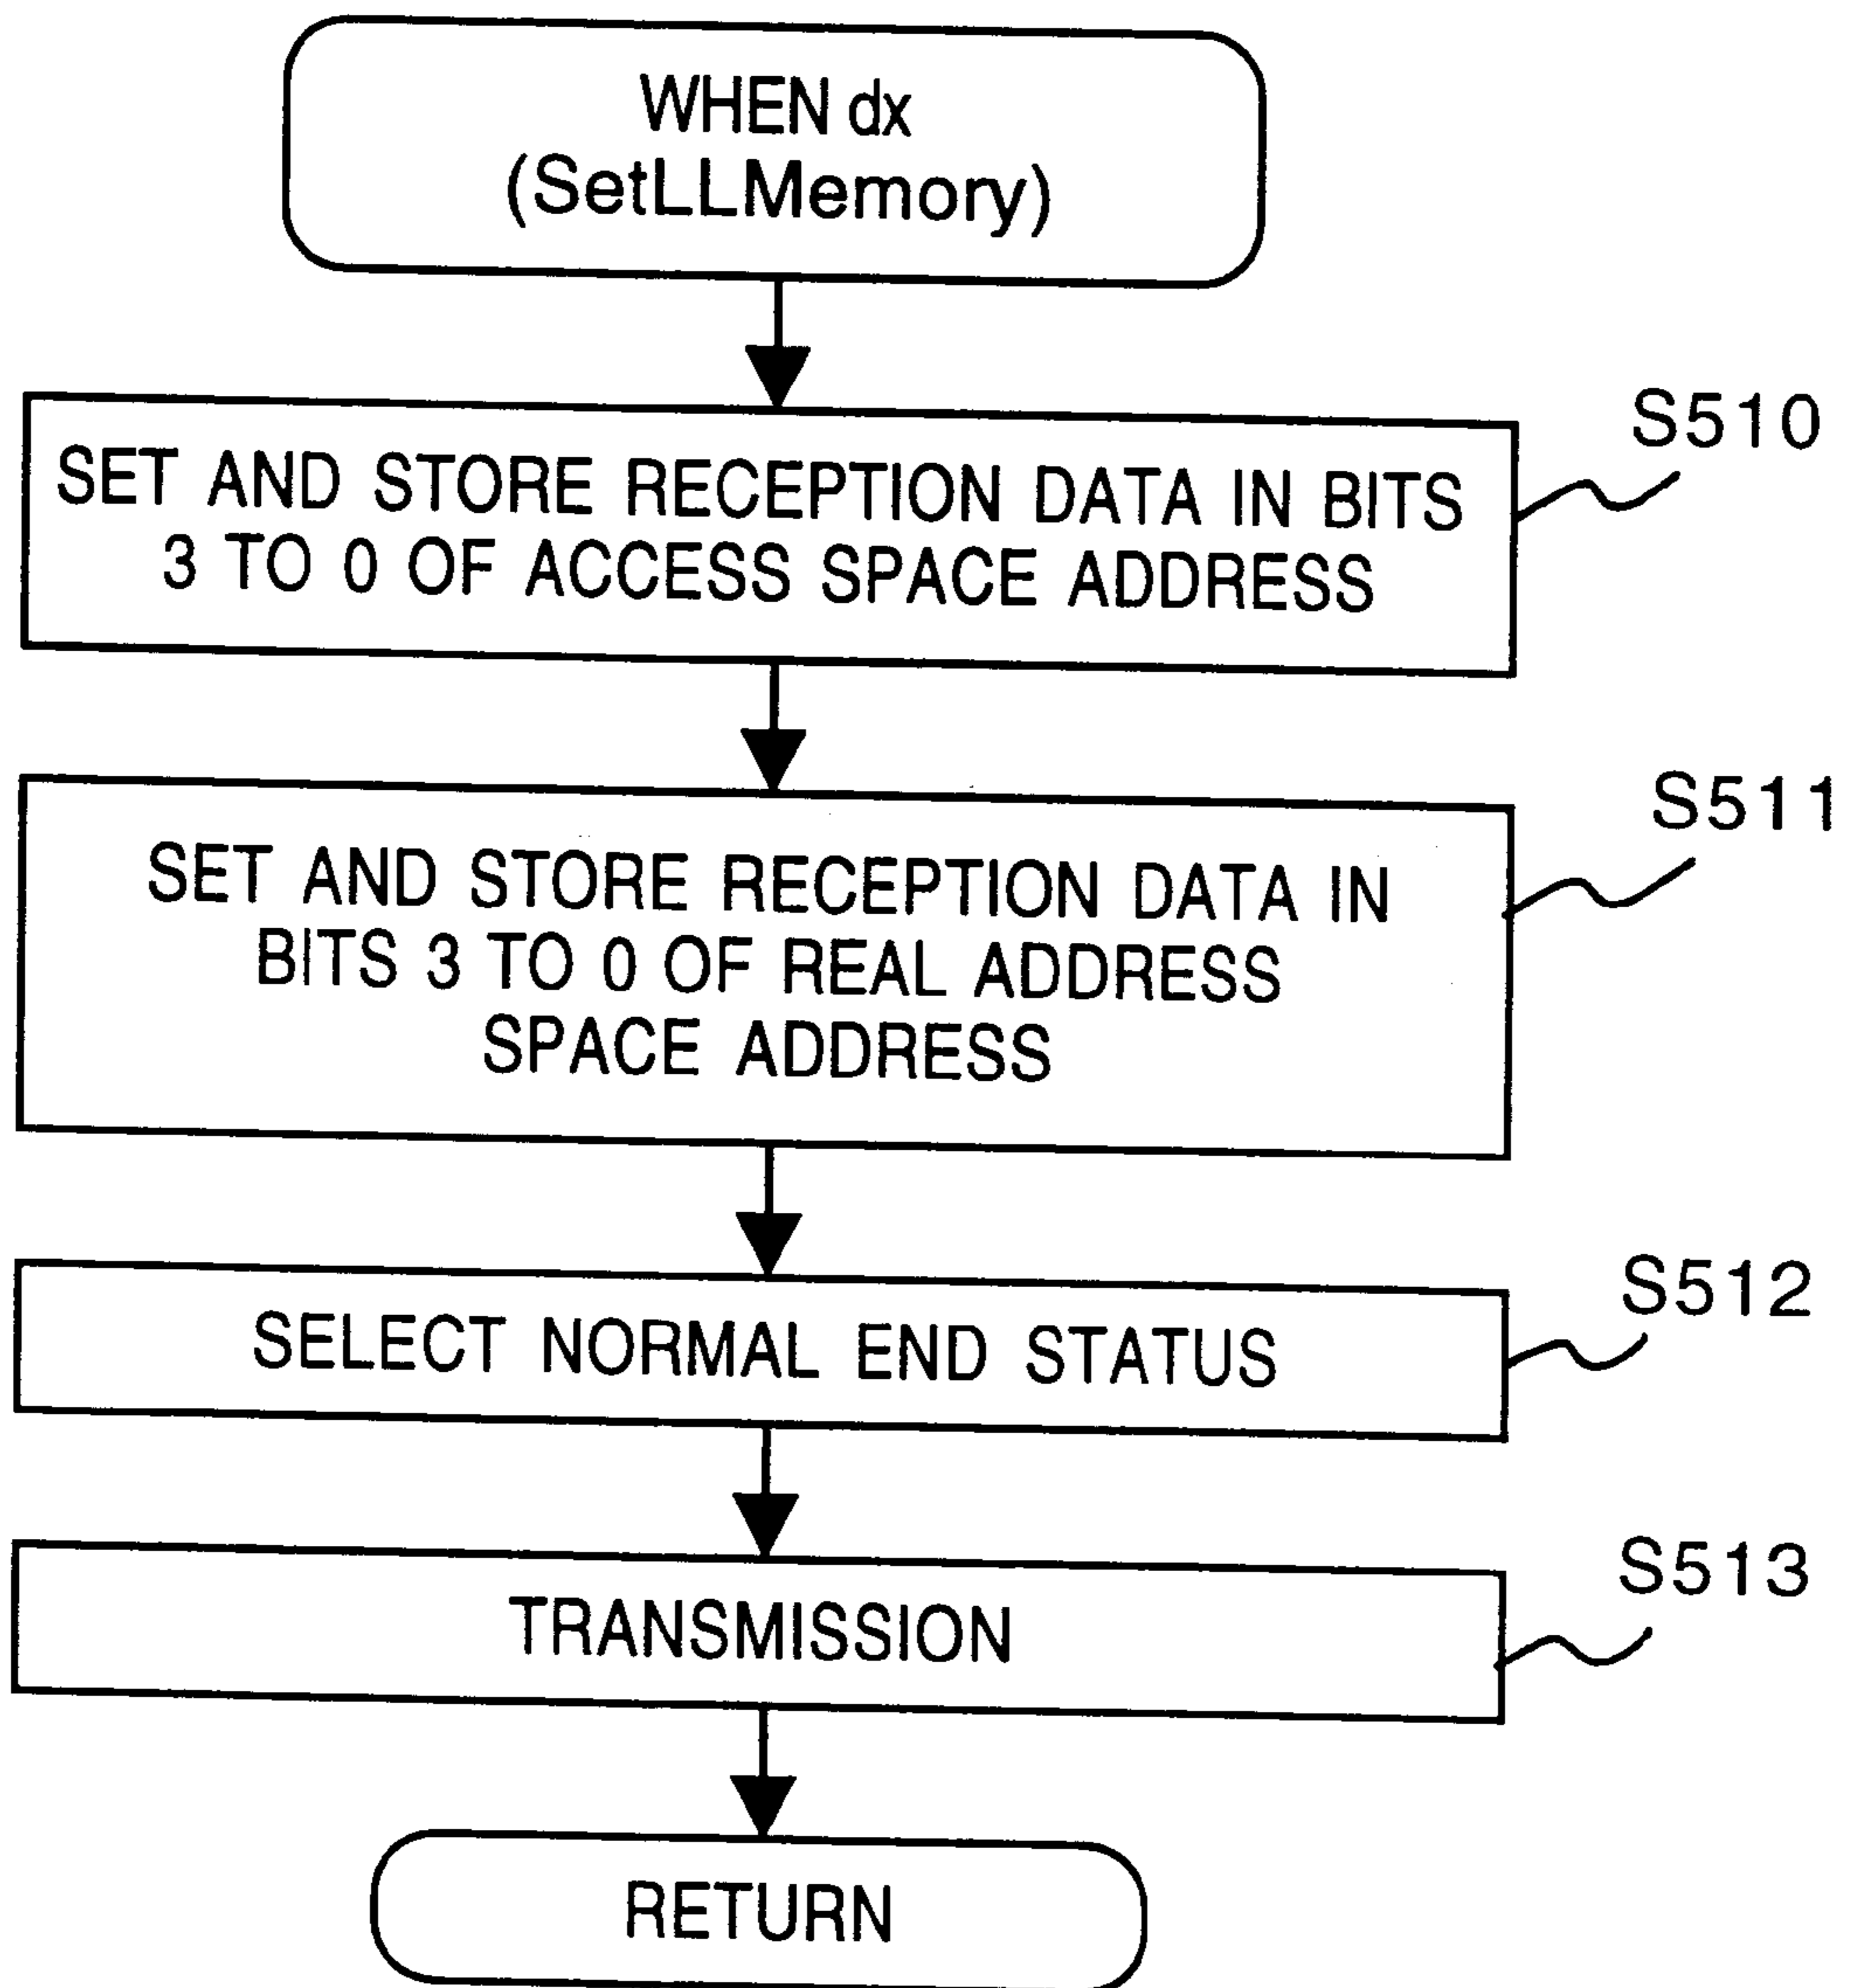 WHEN dx
(SetLLMemory)
S510
SET AND STORE RECEPTION DATA IN BITS
3 TO 0 OF ACCESS SPACE ADDRESS
S511
SET AND STORE RECEPTION DATA IN
BITS 3 TO 0 OF REAL ADDRESS
SPACE ADDRESS
S512
SELECT NORMAL END STATUS
S513
TRANSMISSION
RETURN